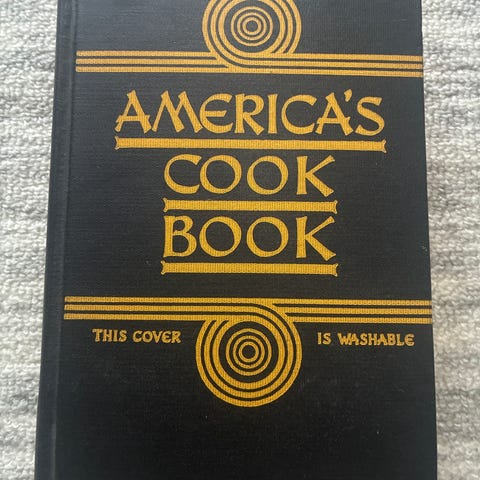 AMERICA'S
COOK
BOOK
THIS COVER IS WASHABLE